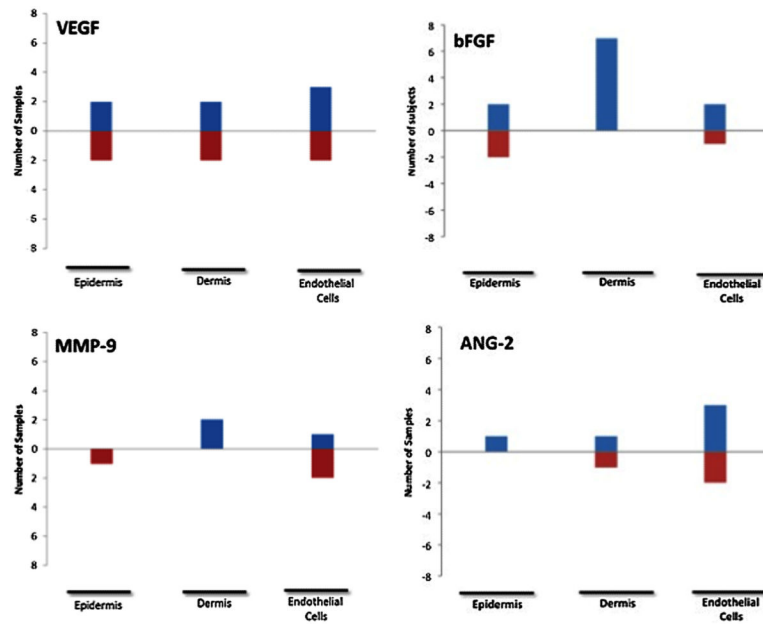 VEGF
Number of Samples
8
6
4
2
0
2
4
6
8
Epidermis
Dermis
Endothelial
Cells
bFGF
Number of subjects
8
6
4
2
0
-2
-4
-6
-8
Epidermis
Dermis
Endothelial
Cells
MMP-9
Number of Samples
8
6
4
2
0
2
4
6
8
Epidermis
Dermis
Endothelial
Cells
ANG-2
Number of Samples
8
6
4
2
0
-2
-4
-6
-8
Epidermis
Dermis
Endothelial
Cells